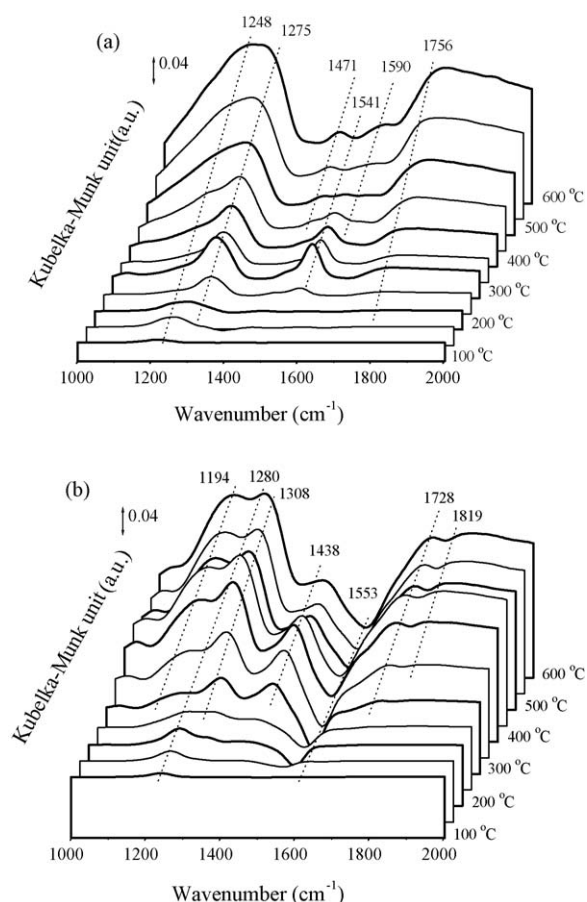 (a)
0.04
1248
1275
1471
1541
1590
1756
Kubelka-Munk unit(a.u.)
600 °C
500 °C
400 °C
300 °C
200 °C
100 °C
1000 1200 1400 1600 1800 2000
Wavenumber (cm⁻¹)
(b)
0.04
1194
1280
1308
1438
1553
1728
1819
Kubelka-Munk unit (a.u.)
600 °C
500 °C
400 °C
300 °C
200 °C
100 °C
1000 1200 1400 1600 1800 2000
Wavenumber (cm⁻¹)